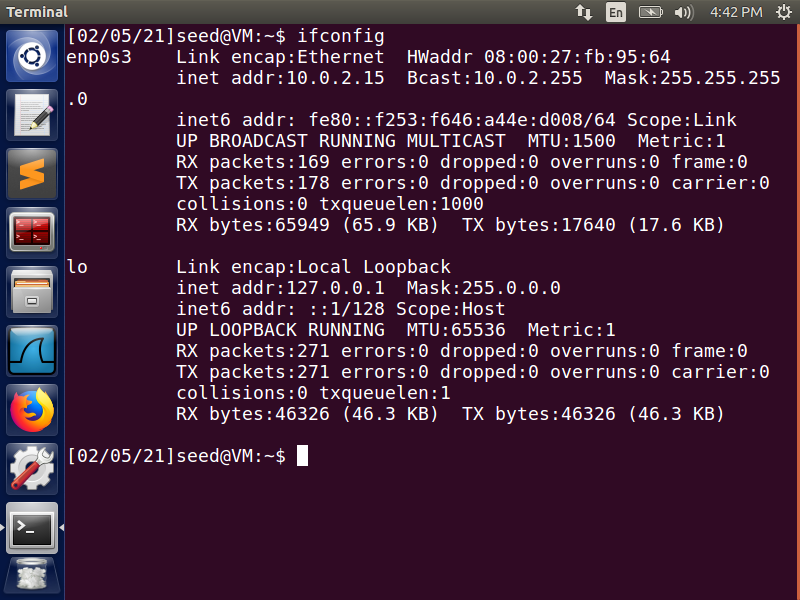 Terminal
En
4:42 PM
[02/05/21]seed@VM:~$ ifconfig
enp0s3    Link encap:Ethernet  HWaddr 08:00:27:fb:95:64
          inet addr:10.0.2.15  Bcast:10.0.2.255  Mask:255.255.255
.0
          inet6 addr: fe80::f253:f646:a44e:d008/64 Scope:Link
          UP BROADCAST RUNNING MULTICAST  MTU:1500  Metric:1
          RX packets:169 errors:0 dropped:0 overruns:0 frame:0
          TX packets:178 errors:0 dropped:0 overruns:0 carrier:0
          collisions:0 txqueuelen:1000
          RX bytes:65949 (65.9 KB)  TX bytes:17640 (17.6 KB)

lo        Link encap:Local Loopback
          inet addr:127.0.0.1  Mask:255.0.0.0
          inet6 addr: ::1/128 Scope:Host
          UP LOOPBACK RUNNING  MTU:65536  Metric:1
          RX packets:271 errors:0 dropped:0 overruns:0 frame:0
          TX packets:271 errors:0 dropped:0 overruns:0 carrier:0
          collisions:0 txqueuelen:1
          RX bytes:46326 (46.3 KB)  TX bytes:46326 (46.3 KB)

[02/05/21]seed@VM:~$